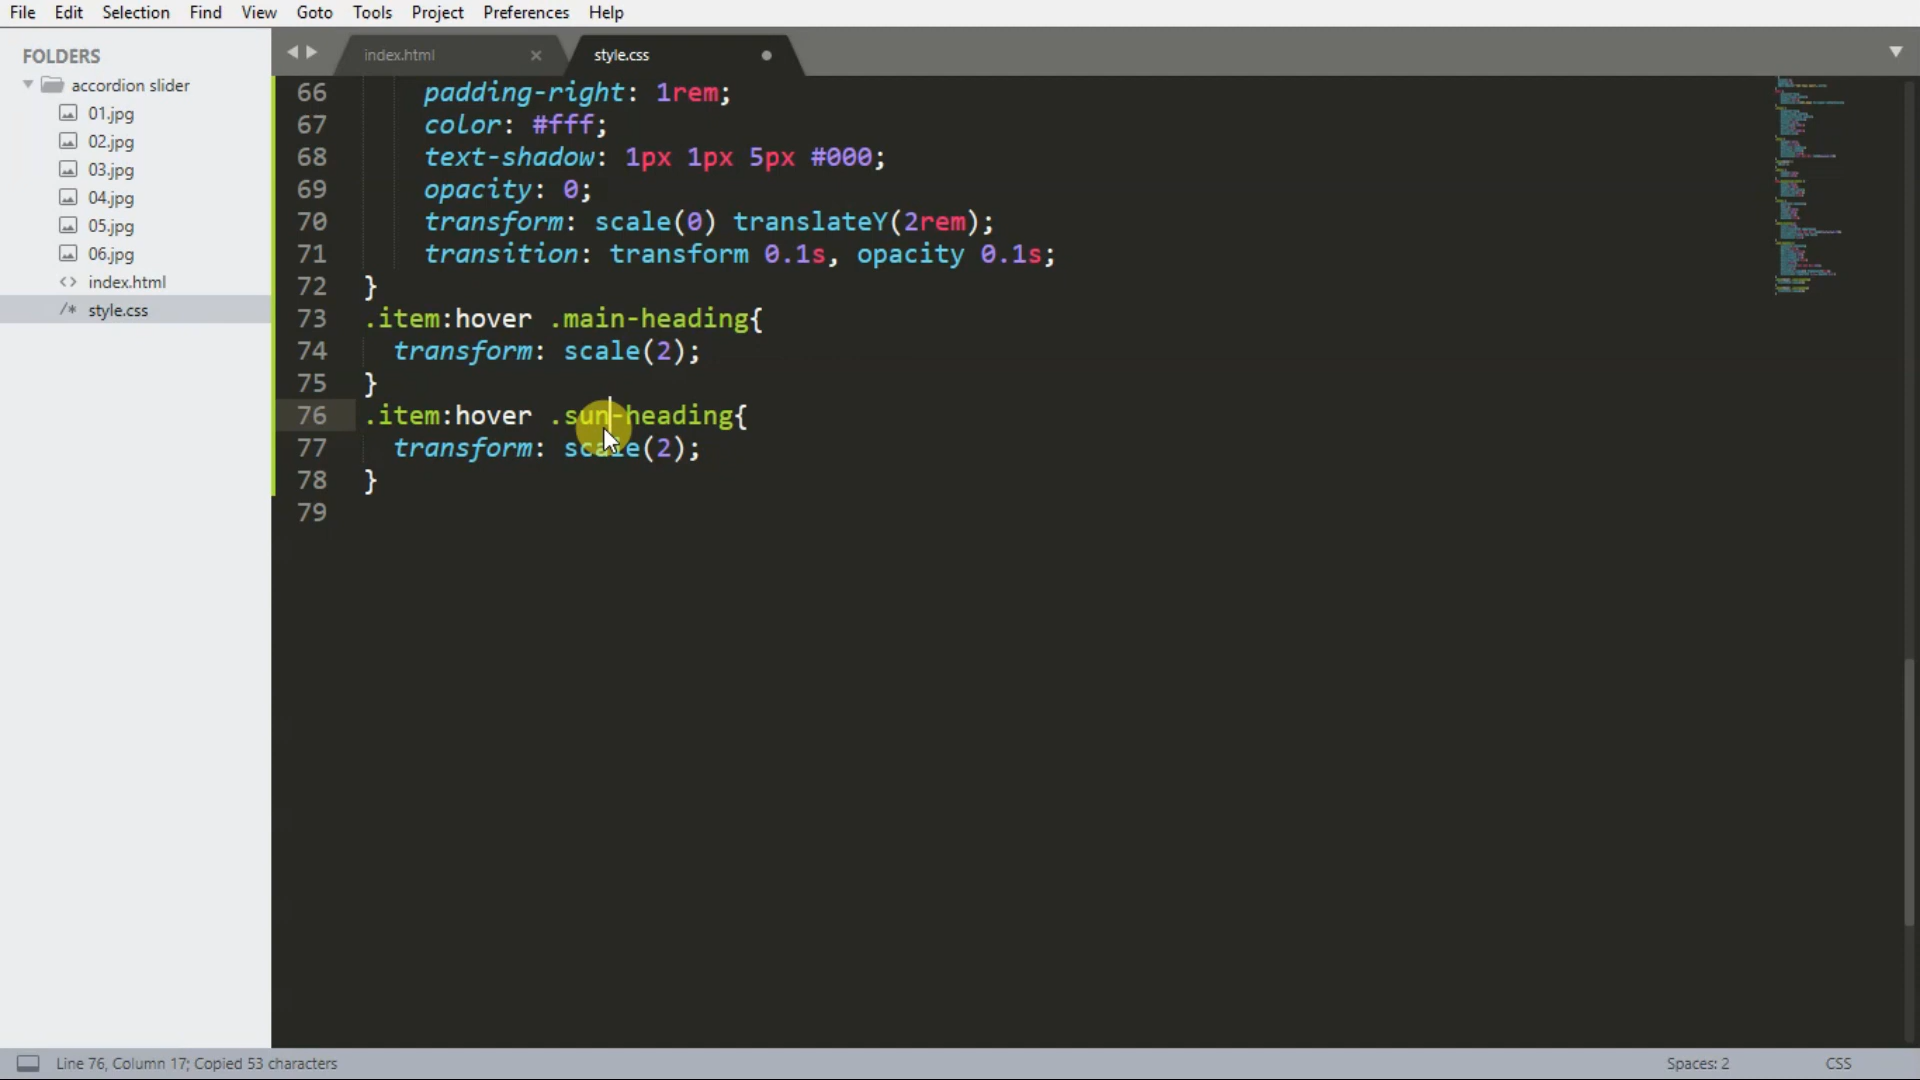 File Edit Selection Find View Goto Tools Project Preferences Help
FOLDERS
accordion slider
01.jpg
02.jpg
03.jpg
04.jpg
05.jpg
06.jpg
<> index.html
/* style.css
index.html × style.css
66 padding-right: 1rem;
67 color: #fff;
68 text-shadow: 1px 1px 5px #000;
69 opacity: 0;
70 transform: scale(0) translateY(2rem);
71 transition: transform 0.1s, opacity 0.1s;
72 }
73 .item:hover .main-heading{
74 transform: scale(2);
75 }
76 .item:hover .sun-heading{
77 transform: scale(2);
78 }
79
Line 76, Column 17; Copied 53 characters Spaces: 2 CSS